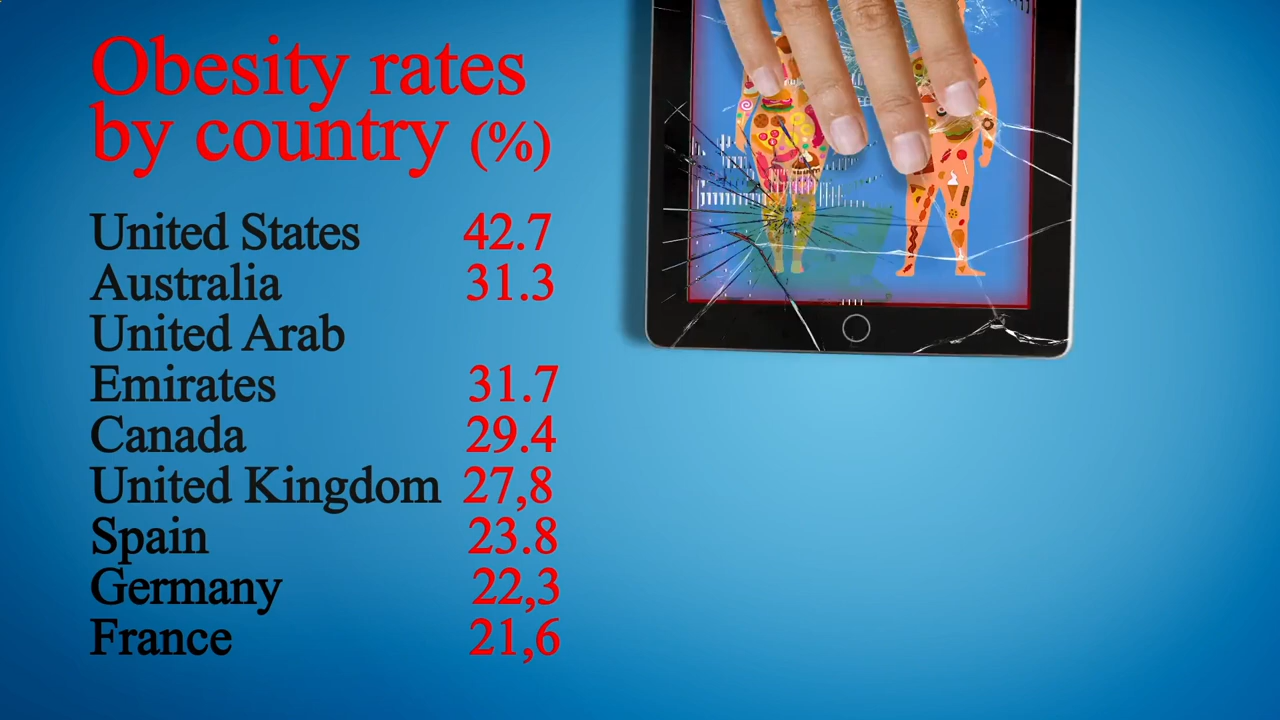 Obesity rates
by country (%)
United States 42.7
Australia 31.3
United Arab
Emirates 31.7
Canada 29.4
United Kingdom 27,8
Spain 23.8
Germany 22,3
France 21,6